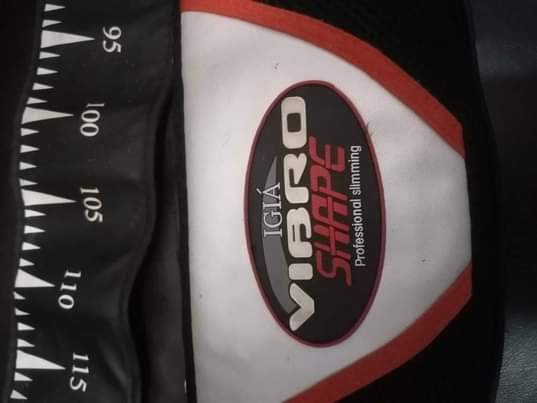 IGIÁ
VIBRO
SHAPE
Professional slimming
95
100
105
110
115